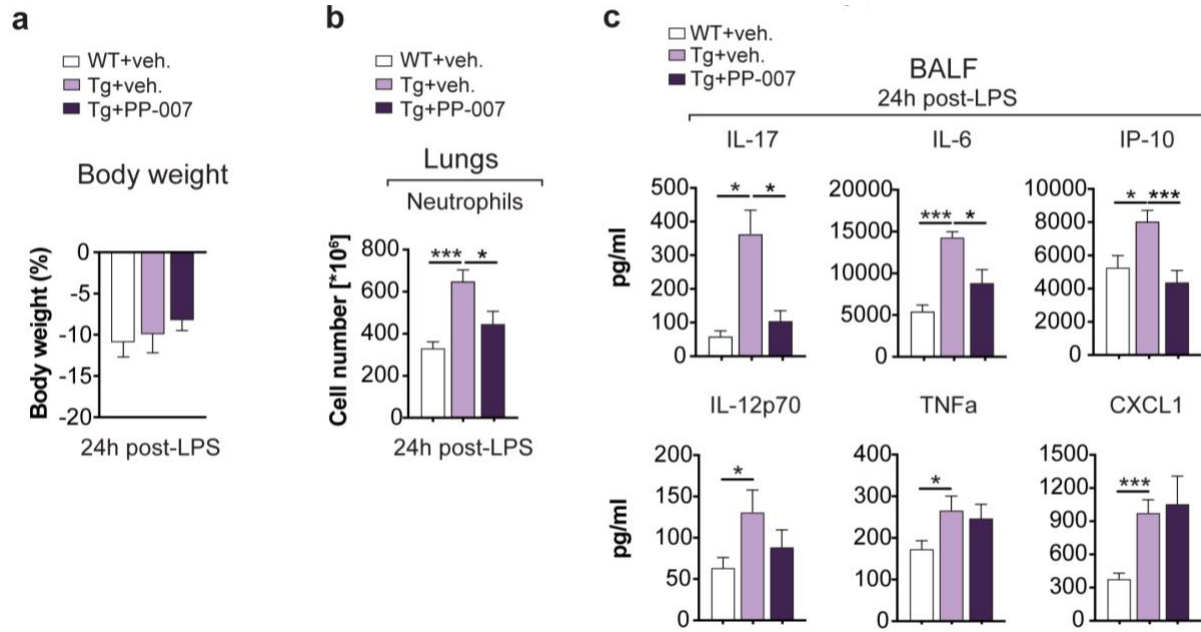 a
WT+veh.
Tg+veh.
Tg+PP-007
Body weight
Body weight (%)
0
-5
-10
-15
-20
24h post-LPS
b
WT+veh.
Tg+veh.
Tg+PP-007
Lungs
Neutrophils
Cell number [*10⁶]
800
600
400
200
0
*** *
24h post-LPS
c
WT+veh.
Tg+veh.
Tg+PP-007
BALF
24h post-LPS
IL-17
pg/ml
500
400
300
200
100
0
* *
IL-6
20000
15000
10000
5000
0
*** *
IP-10
10000
8000
6000
4000
2000
0
* ***
IL-12p70
pg/ml
200
150
100
50
0
*
TNFa
400
300
200
100
0
*
CXCL1
1500
1200
900
600
300
0
***